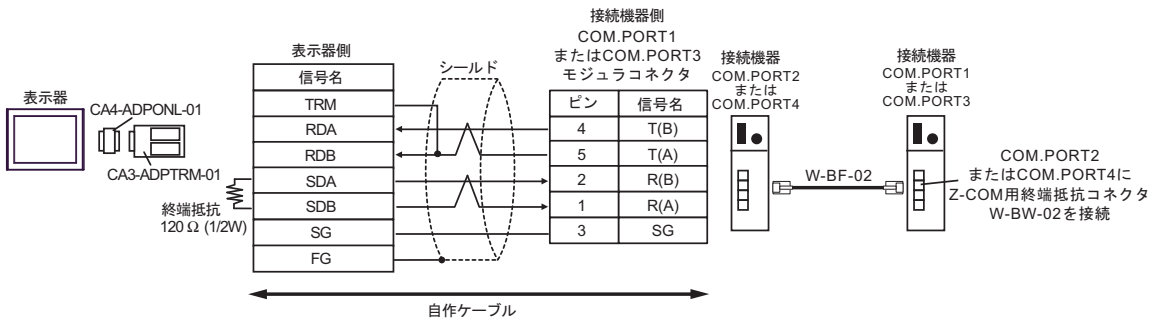 表示器
CA4-ADPONL-01
CA3-ADPTRM-01
表示器側
信号名
TRM
RDA
RDB
SDA
SDB
SG
FG
終端抵抗
120 Ω (1/2W)
シールド
接続機器側
COM.PORT1
またはCOM.PORT3
モジュラコネクタ
ピン 信号名
4 T(B)
5 T(A)
2 R(B)
1 R(A)
3 SG
自作ケーブル
接続機器
COM.PORT2
または
COM.PORT4
W-BF-02
接続機器
COM.PORT1
または
COM.PORT3
COM.PORT2
またはCOM.PORT4に
Z-COM用終端抵抗コネクタ
W-BW-02を接続